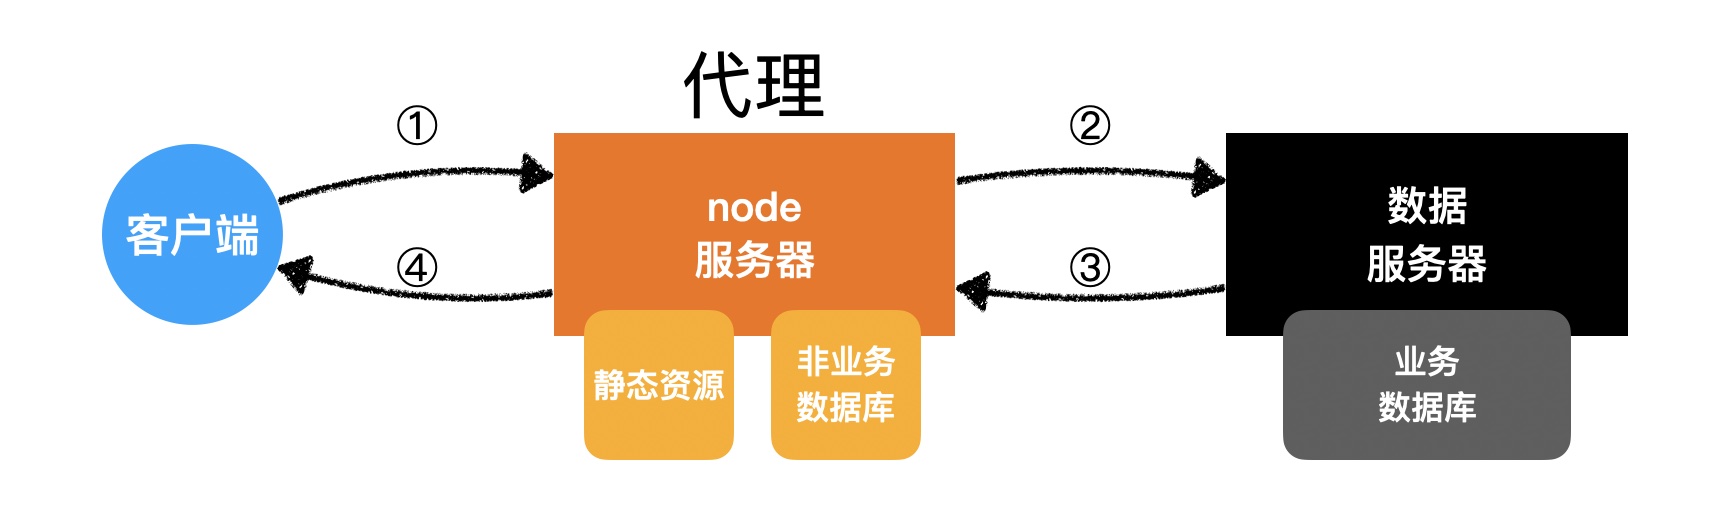 代理
①
②
客户端
node
服务器
数据
服务器
④
③
静态资源
非业务
数据库
业务
数据库